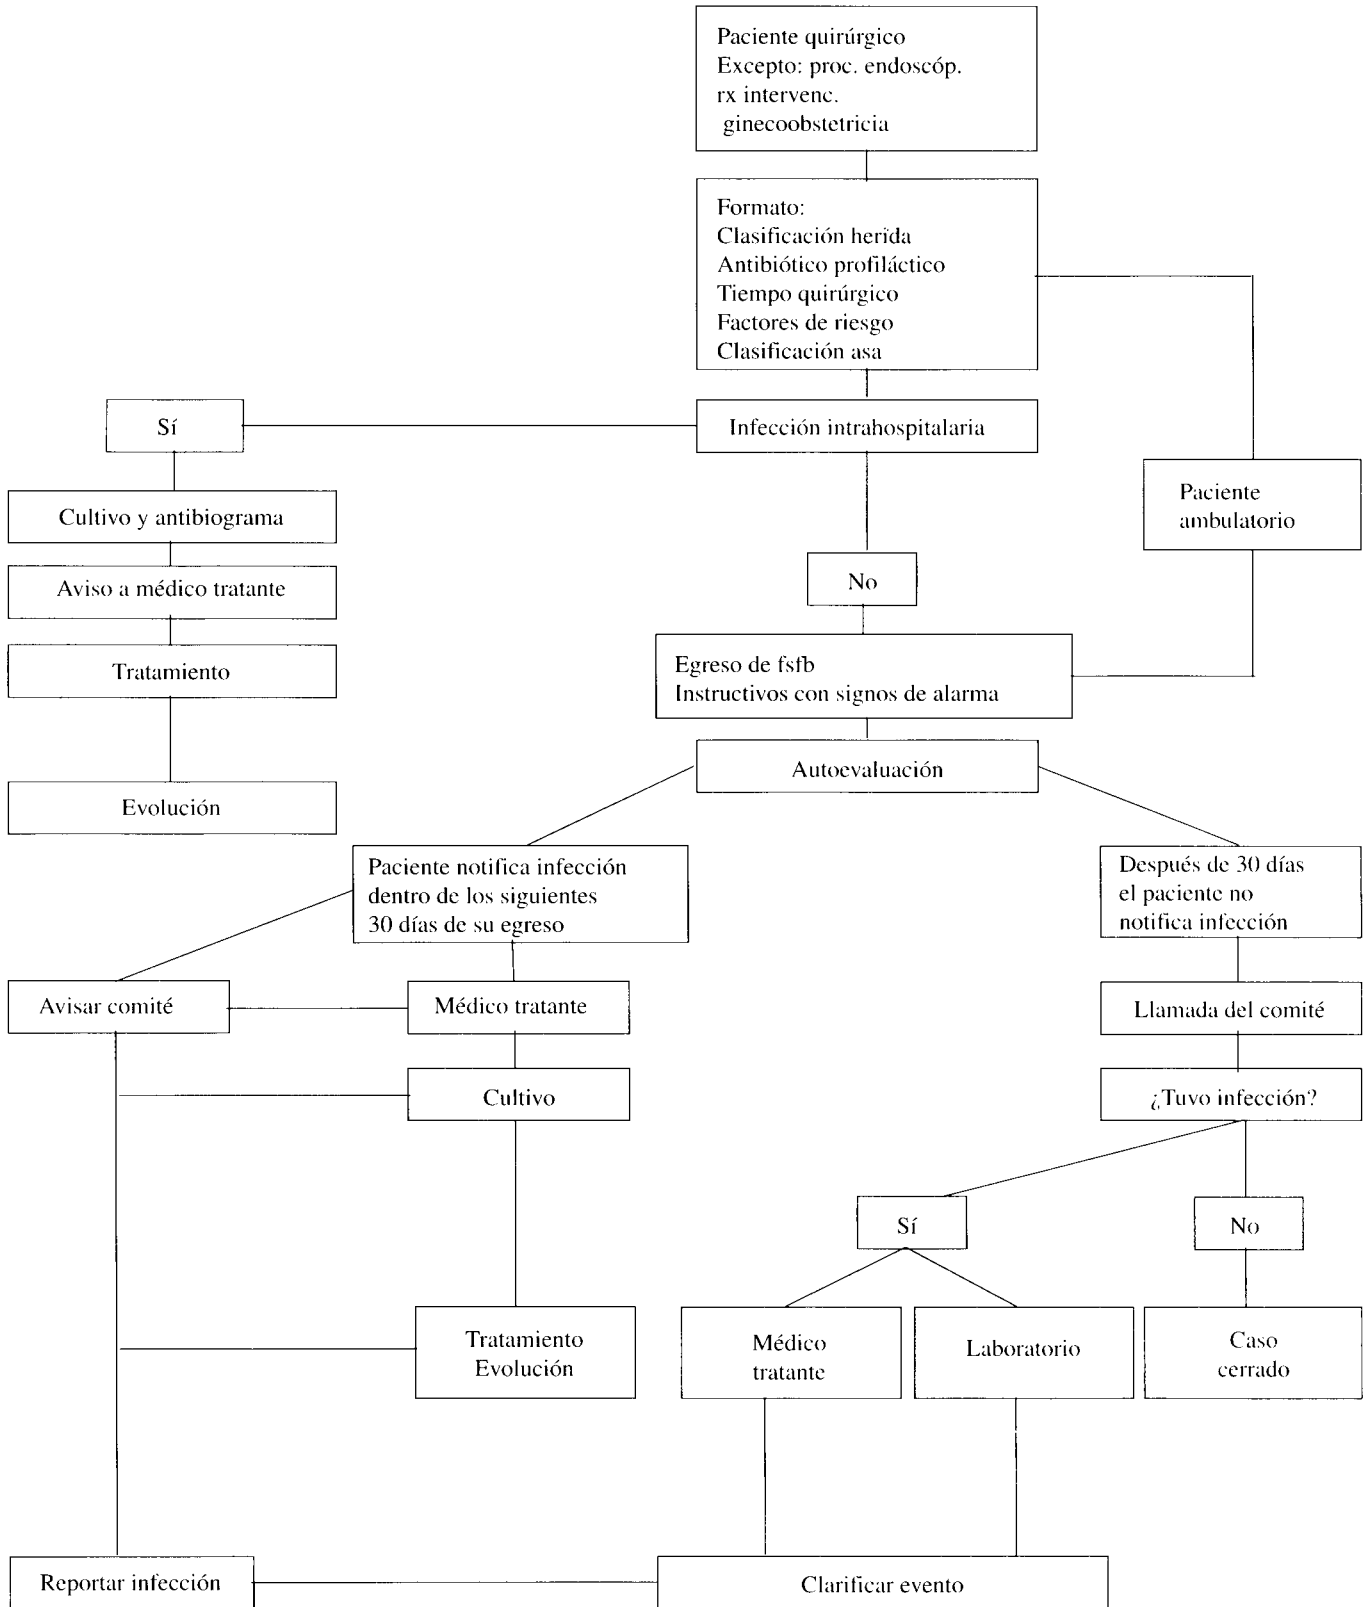 Paciente quirúrgico
Excepto: proc. endoscóp.
rx intervenc.
ginecoobstetricia
Formato:
Clasificación herida
Antibiótico profiláctico
Tiempo quirúrgico
Factores de riesgo
Clasificación asa
Sí
Infección intrahospitalaria
Paciente
ambulatorio
Cultivo y antibiograma
No
Aviso a médico tratante
Tratamiento
Egreso de fsfb
Instructivos con signos de alarma
Autoevaluación
Evolución
Paciente notifica infección
dentro de los siguientes
30 días de su egreso
Después de 30 días
el paciente no
notifica infección
Avisar comité
Médico tratante
Llamada del comité
Cultivo
¿Tuvo infección?
Sí
No
Tratamiento
Evolución
Médico
tratante
Laboratorio
Caso
cerrado
Reportar infección
Clarificar evento